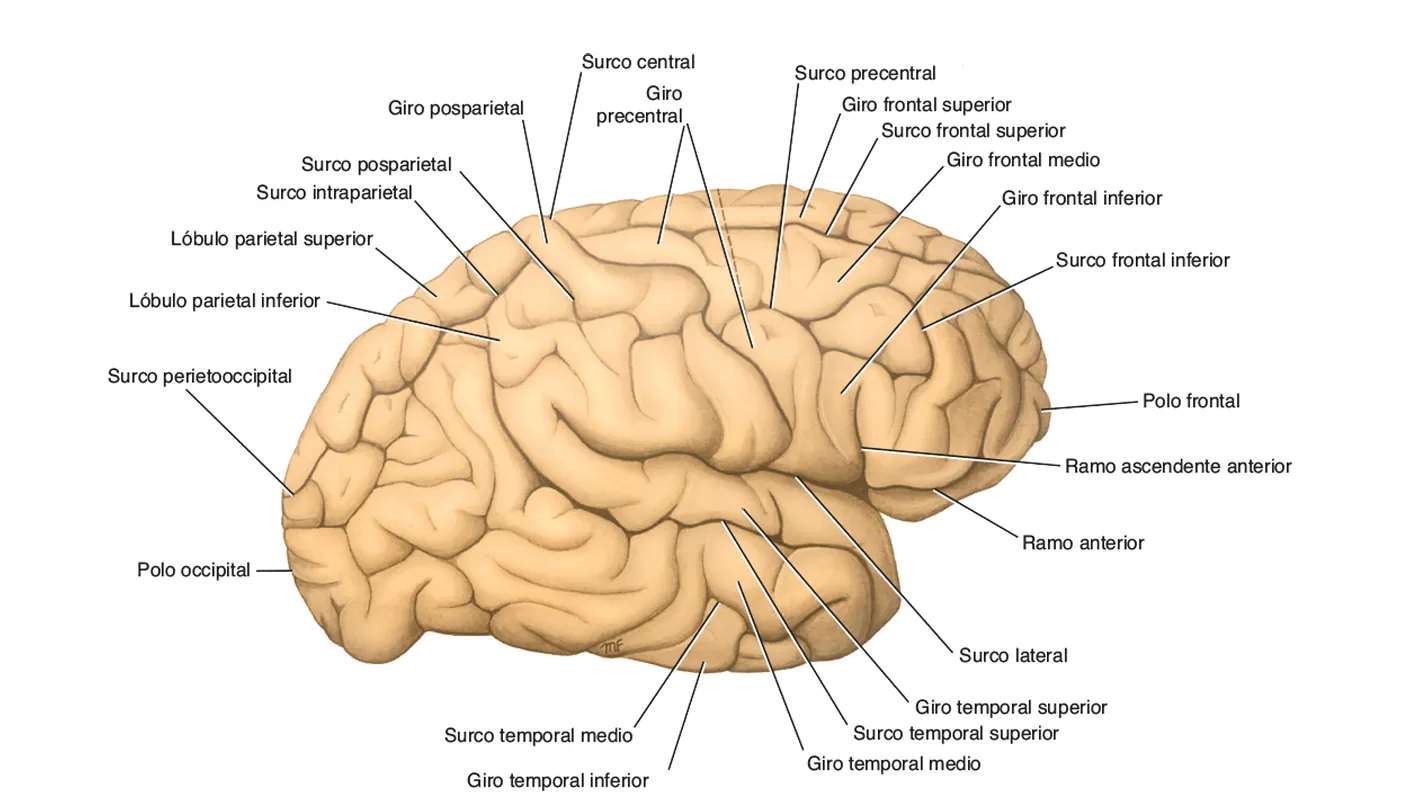 Surco central
Surco precentral
Giro
precentral
Giro posparietal
Giro frontal superior
Surco frontal superior
Giro frontal medio
Surco posparietal
Surco intraparietal
Giro frontal inferior
Lóbulo parietal superior
Surco frontal inferior
Lóbulo parietal inferior
Surco perietooccipital
Polo frontal
Ramo ascendente anterior
Ramo anterior
Polo occipital
MF
Surco lateral
Giro temporal superior
Surco temporal superior
Surco temporal medio
Giro temporal medio
Giro temporal inferior